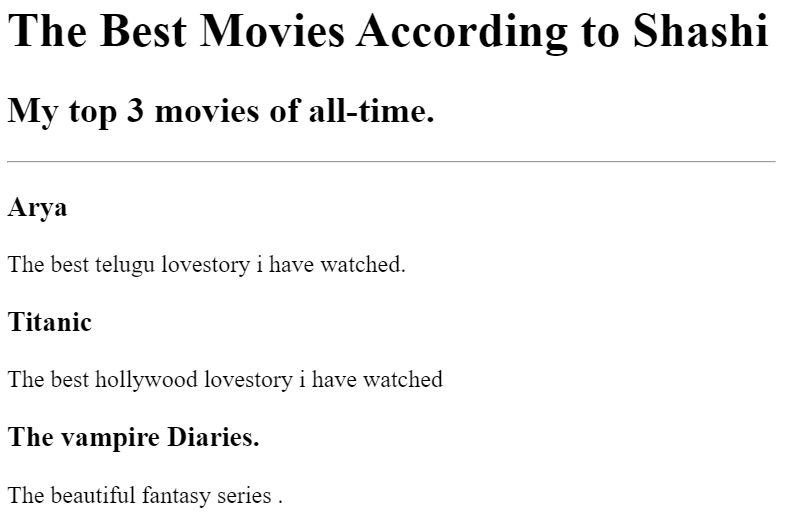 The Best Movies According to Shashi
My top 3 movies of all-time.
Arya
The best telugu lovestory i have watched.
Titanic
The best hollywood lovestory i have watched
The vampire Diaries.
The beautiful fantasy series .